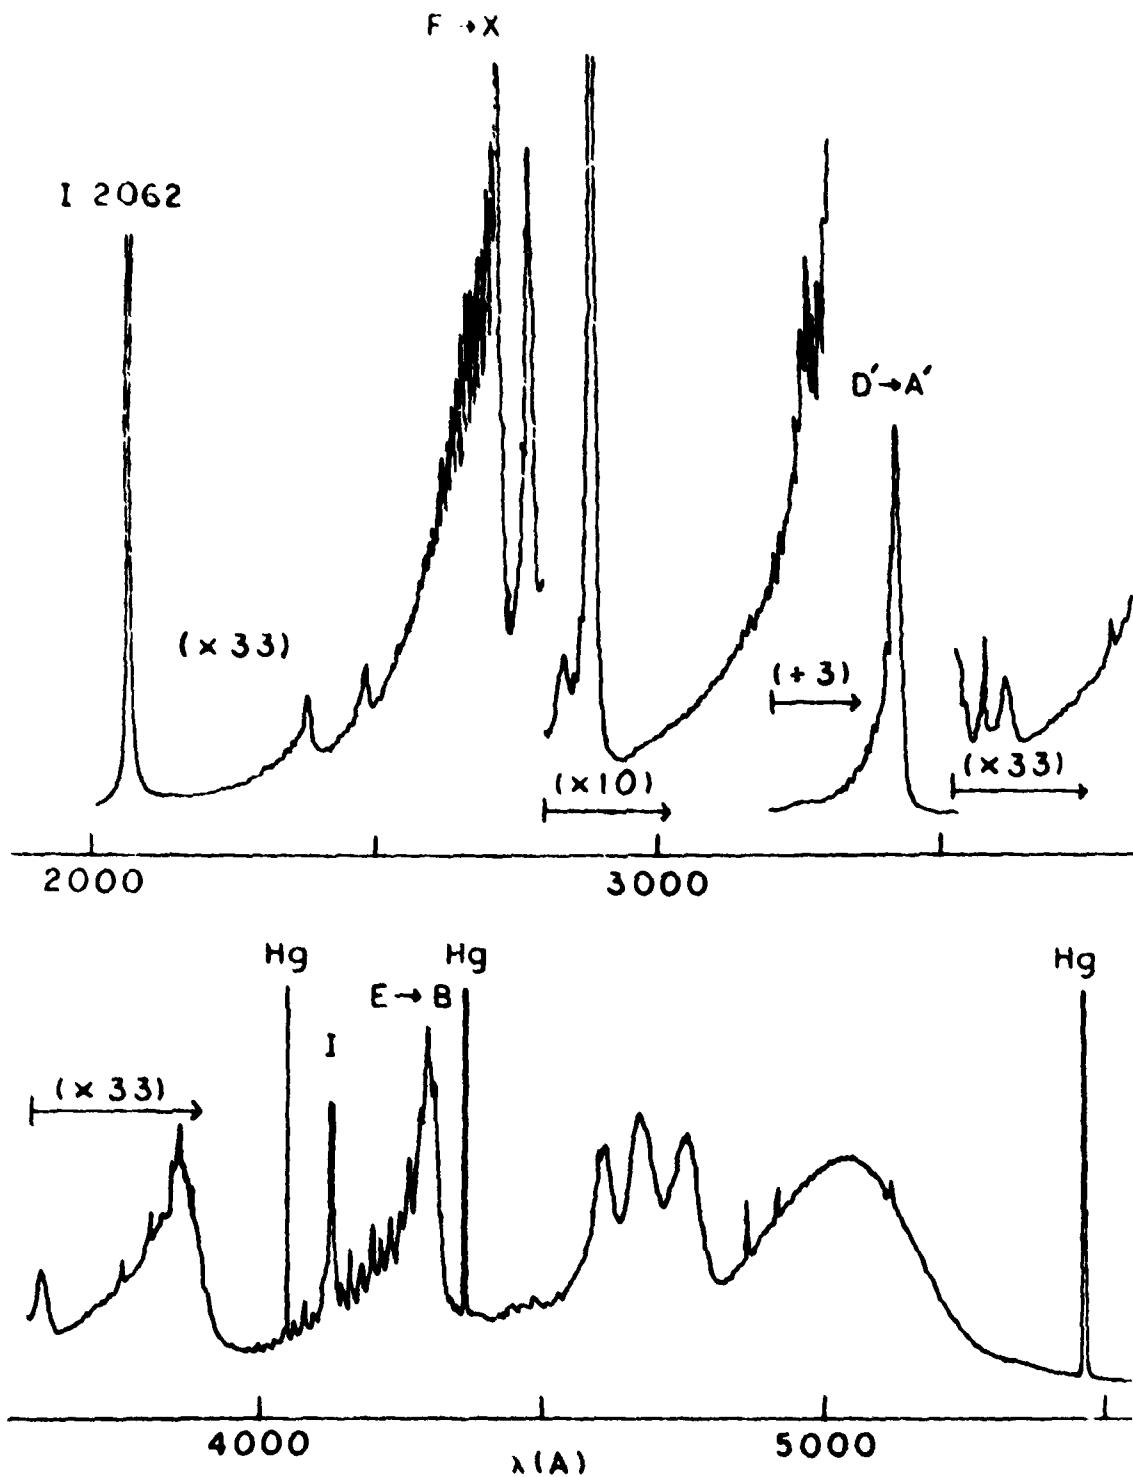 F → X
I 2062
D′→A′
(× 33)
(÷ 3)
(×10)
(×33)
2000 3000
Hg Hg Hg
E → B
I
(× 33)
4000 5000
λ(A)